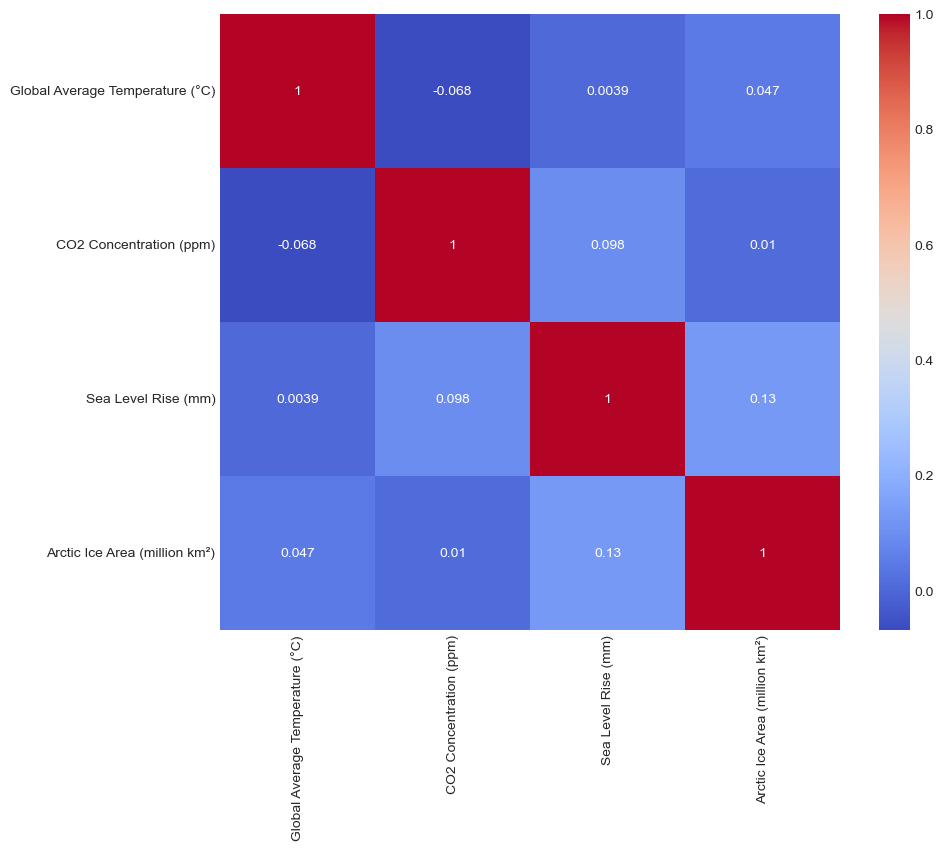 Global Average Temperature (°C)
1
-0.068
0.0039
0.047
CO2 Concentration (ppm)
-0.068
1
0.098
0.01
Sea Level Rise (mm)
0.0039
0.098
1
0.13
Arctic Ice Area (million km²)
0.047
0.01
0.13
1
Global Average Temperature (°C)
CO2 Concentration (ppm)
Sea Level Rise (mm)
Arctic Ice Area (million km²)
1.0
0.8
0.6
0.4
0.2
0.0